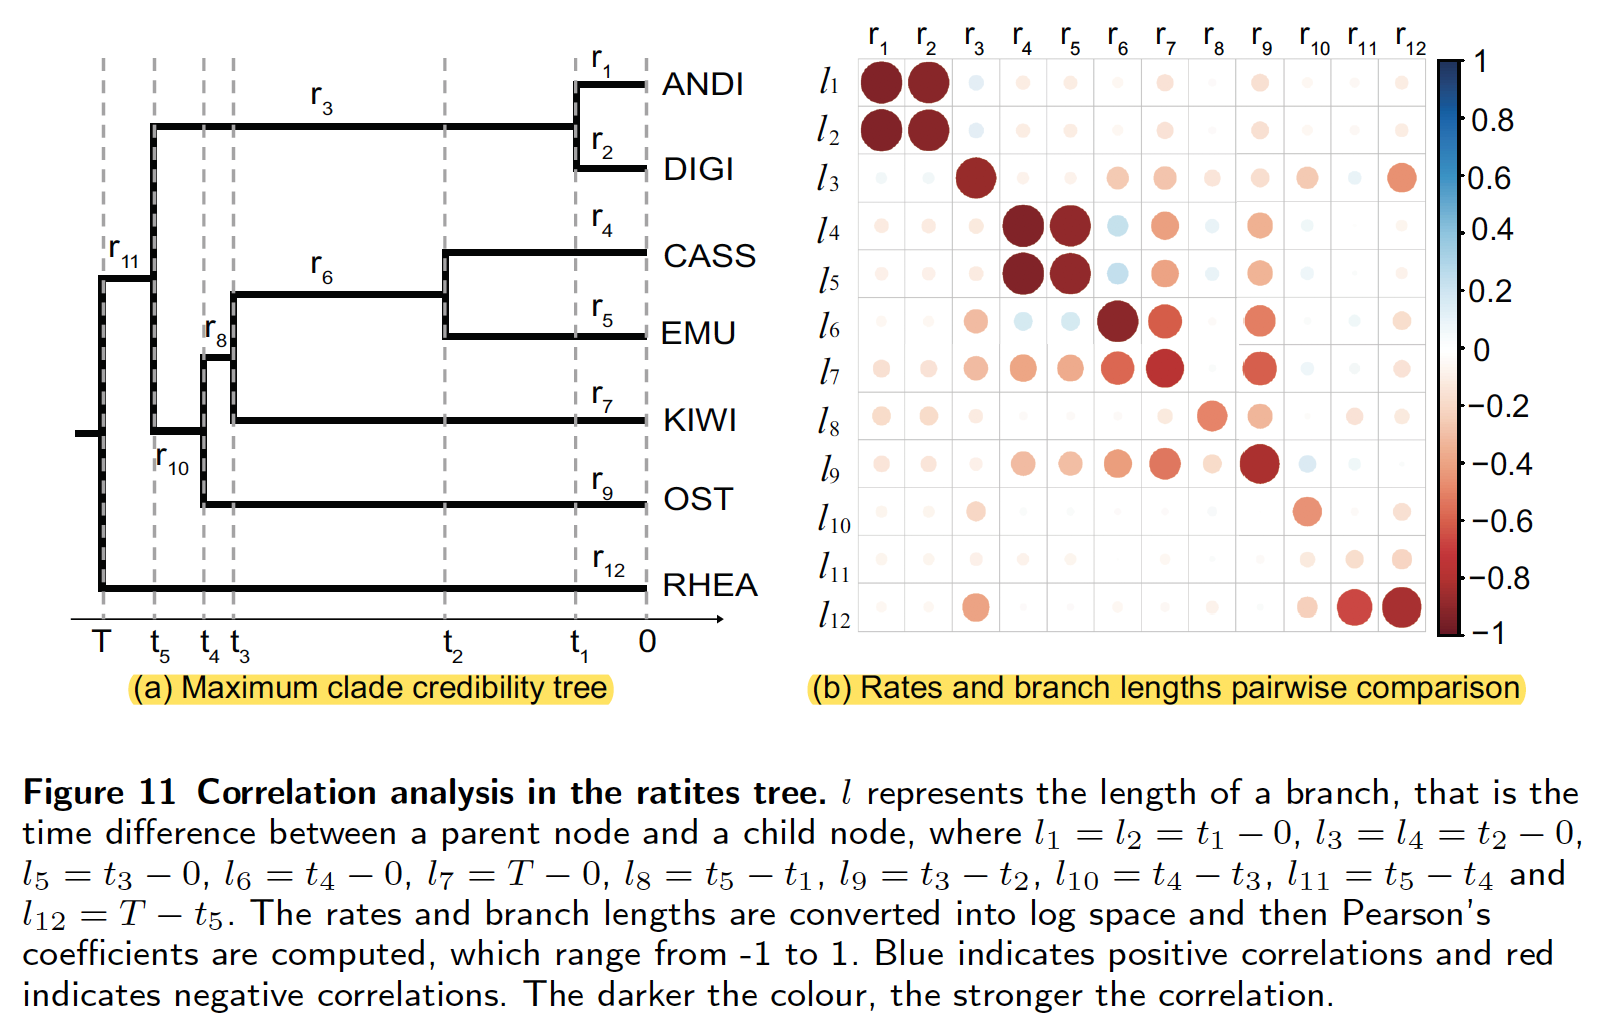 r1
ANDI
r3
r2
DIGI
r4
CASS
r11
r6
r5
EMU
r8
r7
KIWI
r10
r9
OST
r12
RHEA
T t5 t4 t3 t2 t1 0
(a) Maximum clade credibility tree
r1 r2 r3 r4 r5 r6 r7 r8 r9 r10 r11 r12
l1
l2
l3
l4
l5
l6
l7
l8
l9
l10
l11
l12
1
0.8
0.6
0.4
0.2
0
−0.2
−0.4
−0.6
−0.8
−1
(b) Rates and branch lengths pairwise comparison
Figure 11 Correlation analysis in the ratites tree. l represents the length of a branch, that is the
time difference between a parent node and a child node, where l1 = l2 = t1 − 0, l3 = l4 = t2 − 0,
l5 = t3 − 0, l6 = t4 − 0, l7 = T − 0, l8 = t5 − t1, l9 = t3 − t2, l10 = t4 − t3, l11 = t5 − t4 and
l12 = T − t5. The rates and branch lengths are converted into log space and then Pearson's
coefficients are computed, which range from -1 to 1. Blue indicates positive correlations and red
indicates negative correlations. The darker the colour, the stronger the correlation.